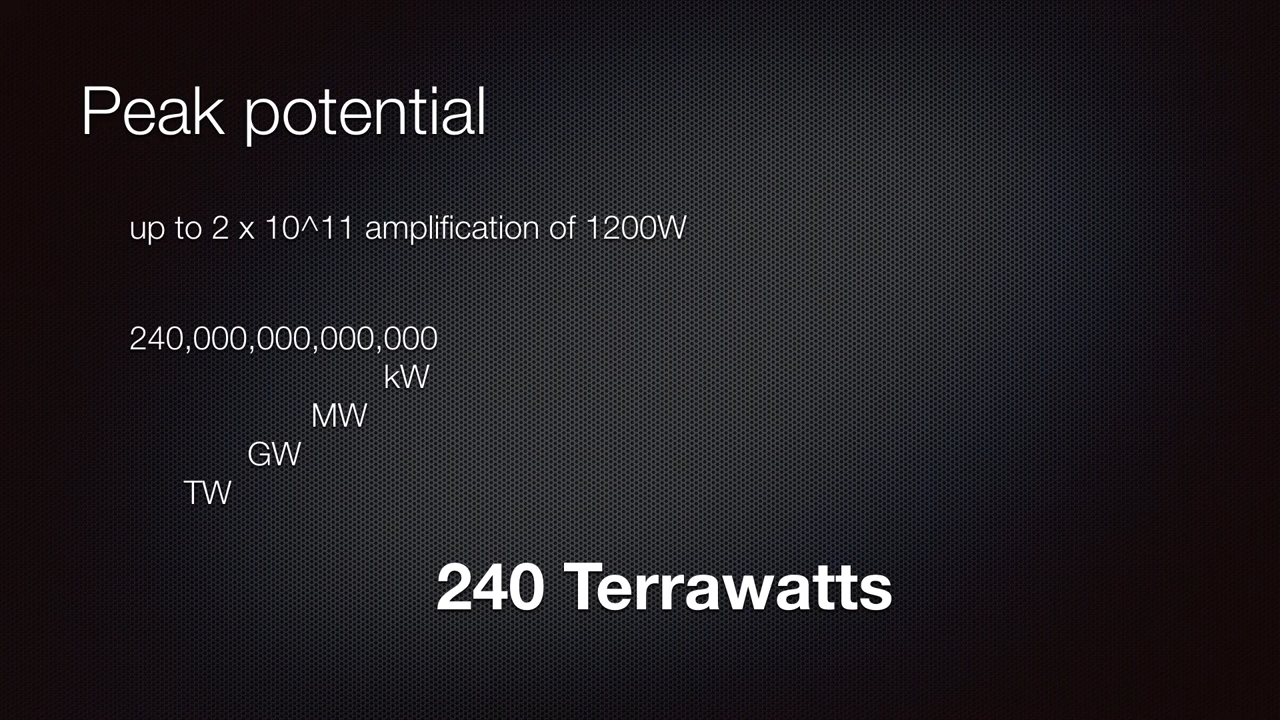 Peak potential
up to 2 x 10^11 amplification of 1200W
240,000,000,000,000
kW
MW
GW
TW
240 Terrawatts